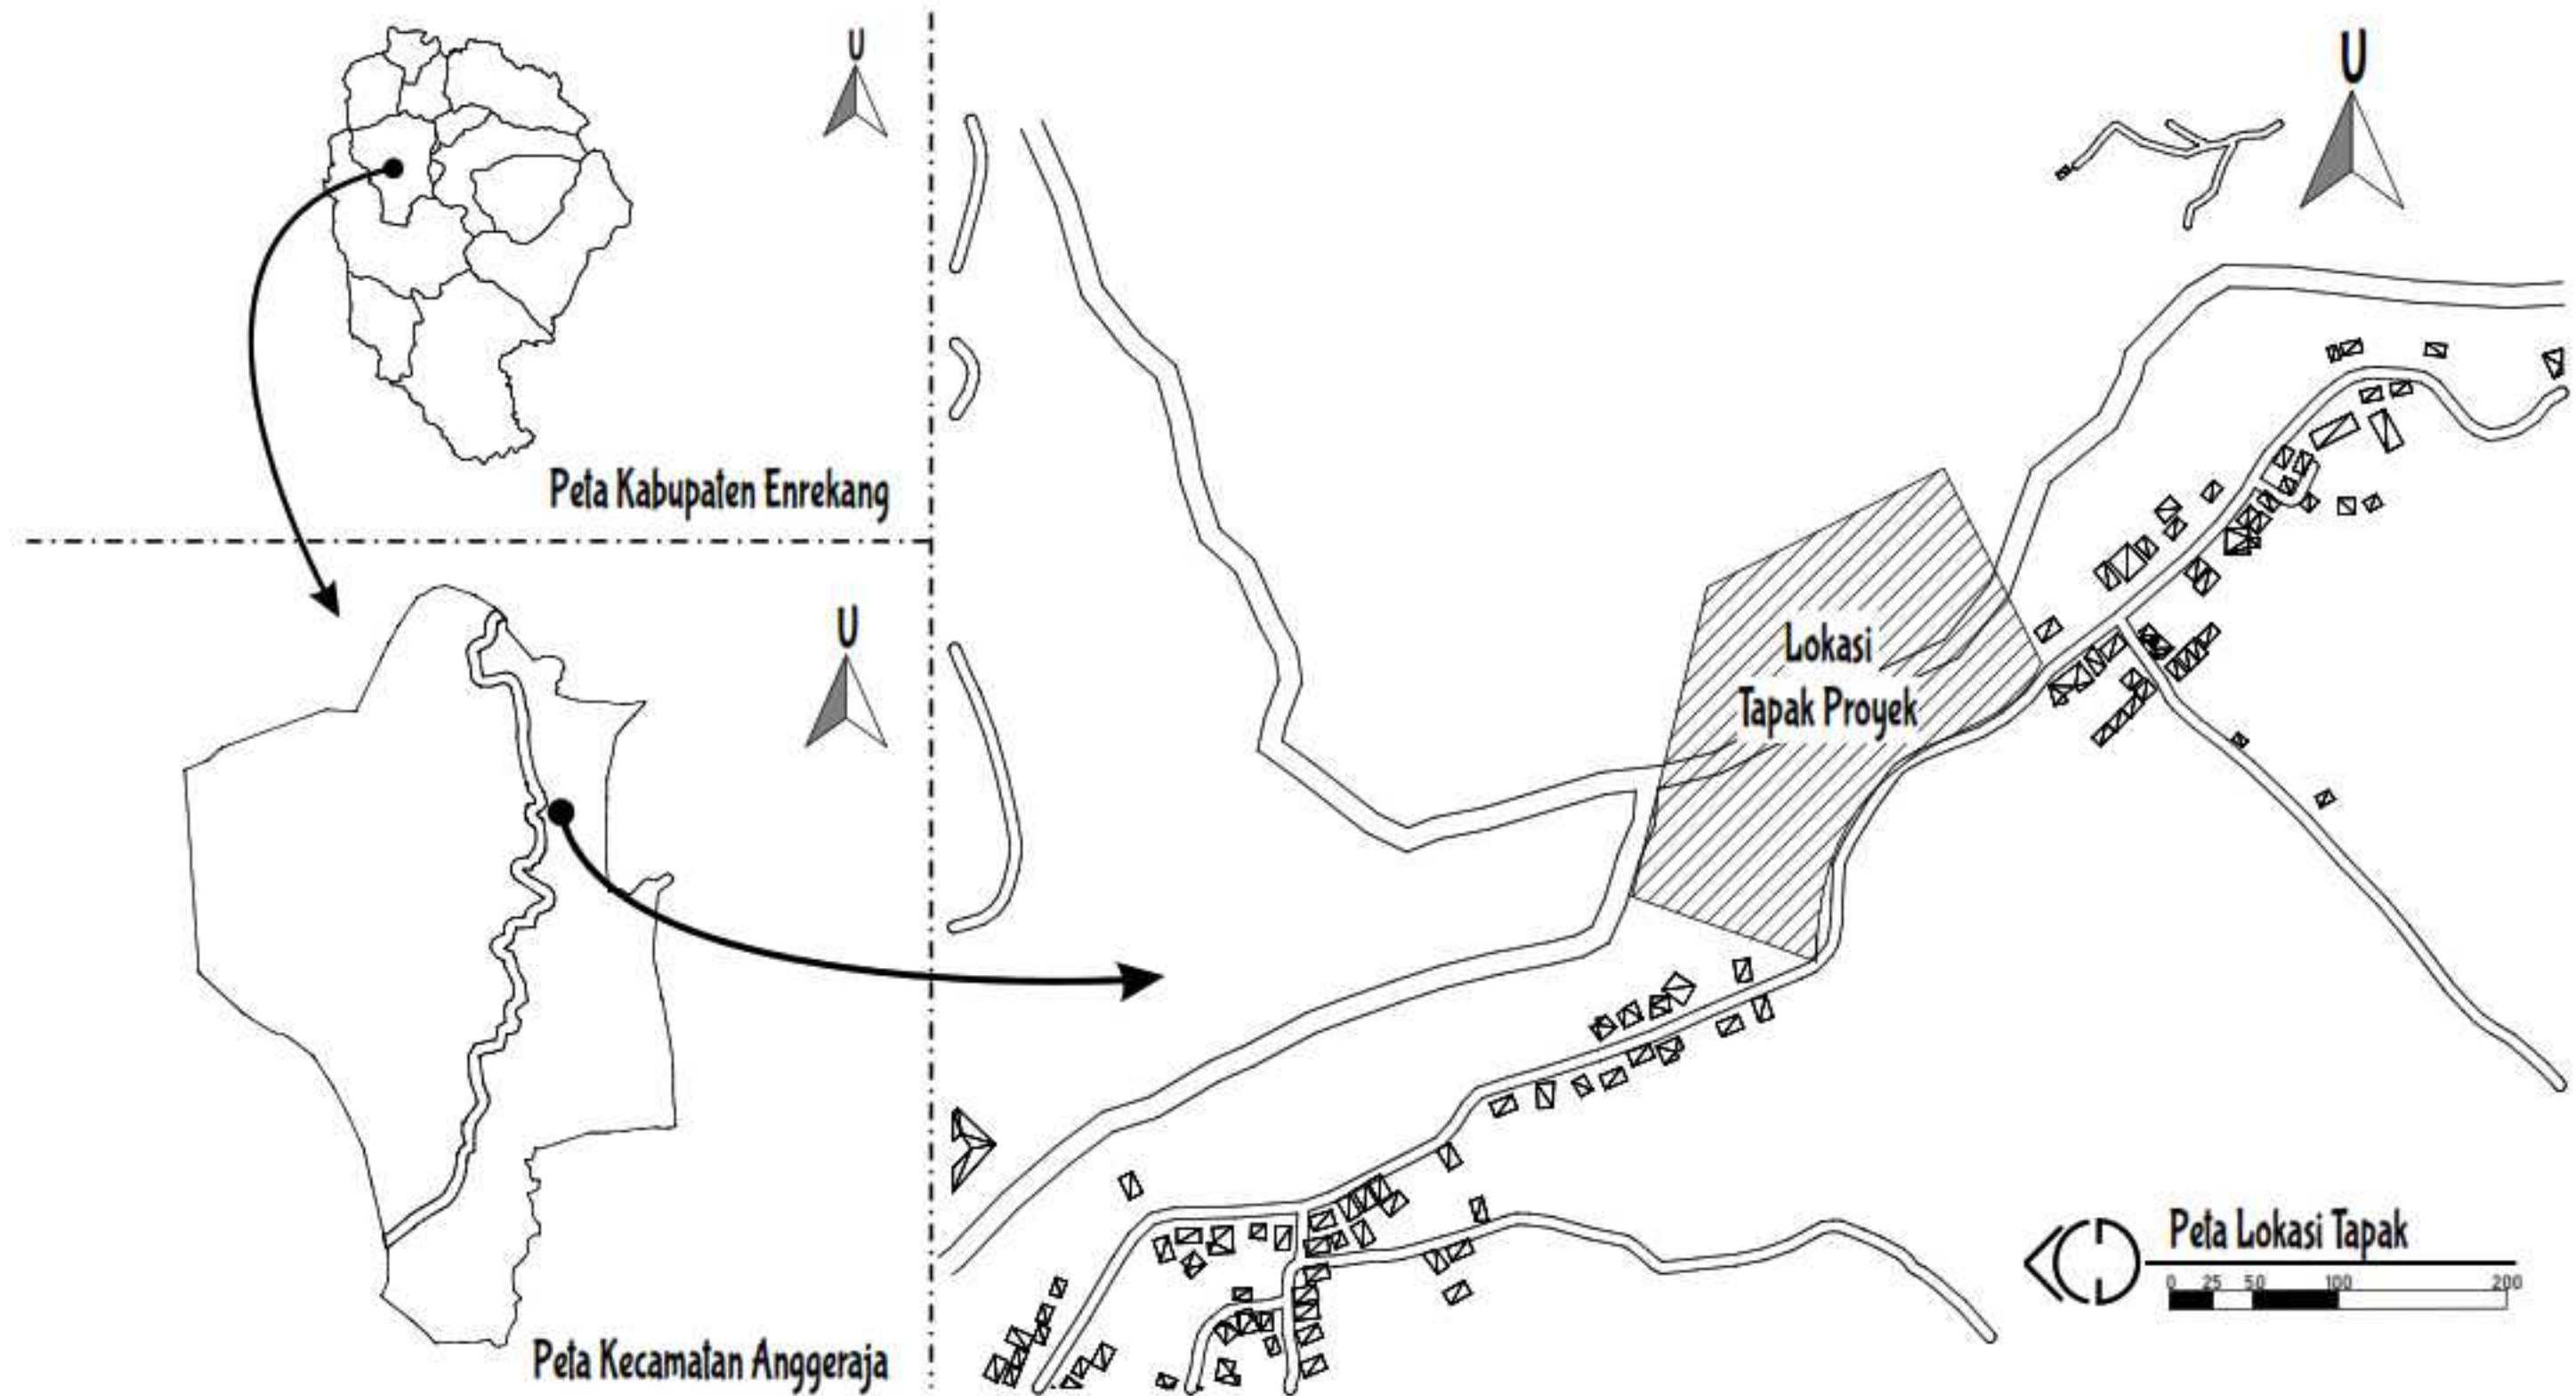 U
Peta Kabupaten Enrekang
U
Peta Kecamatan Anggeraja
U
Lokasi
Tapak Proyek
Peta Lokasi Tapak
0 25 50 100 200